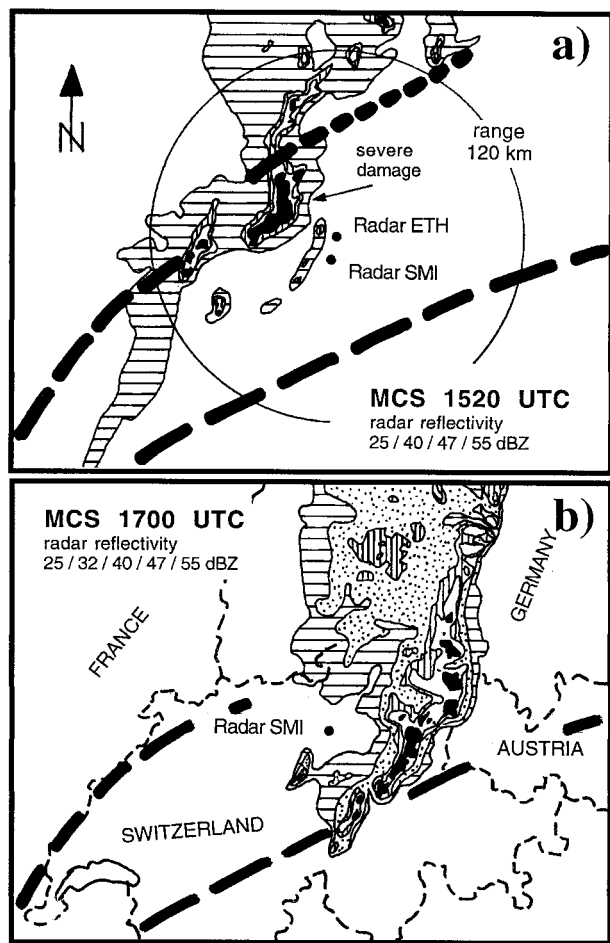 a)
N
range
120 km
severe
damage
Radar ETH
Radar SMI
MCS 1520 UTC
radar reflectivity
25 / 40 / 47 / 55 dBZ
b)
MCS 1700 UTC
radar reflectivity
25 / 32 / 40 / 47 / 55 dBZ
GERMANY
FRANCE
Radar SMI
AUSTRIA
SWITZERLAND